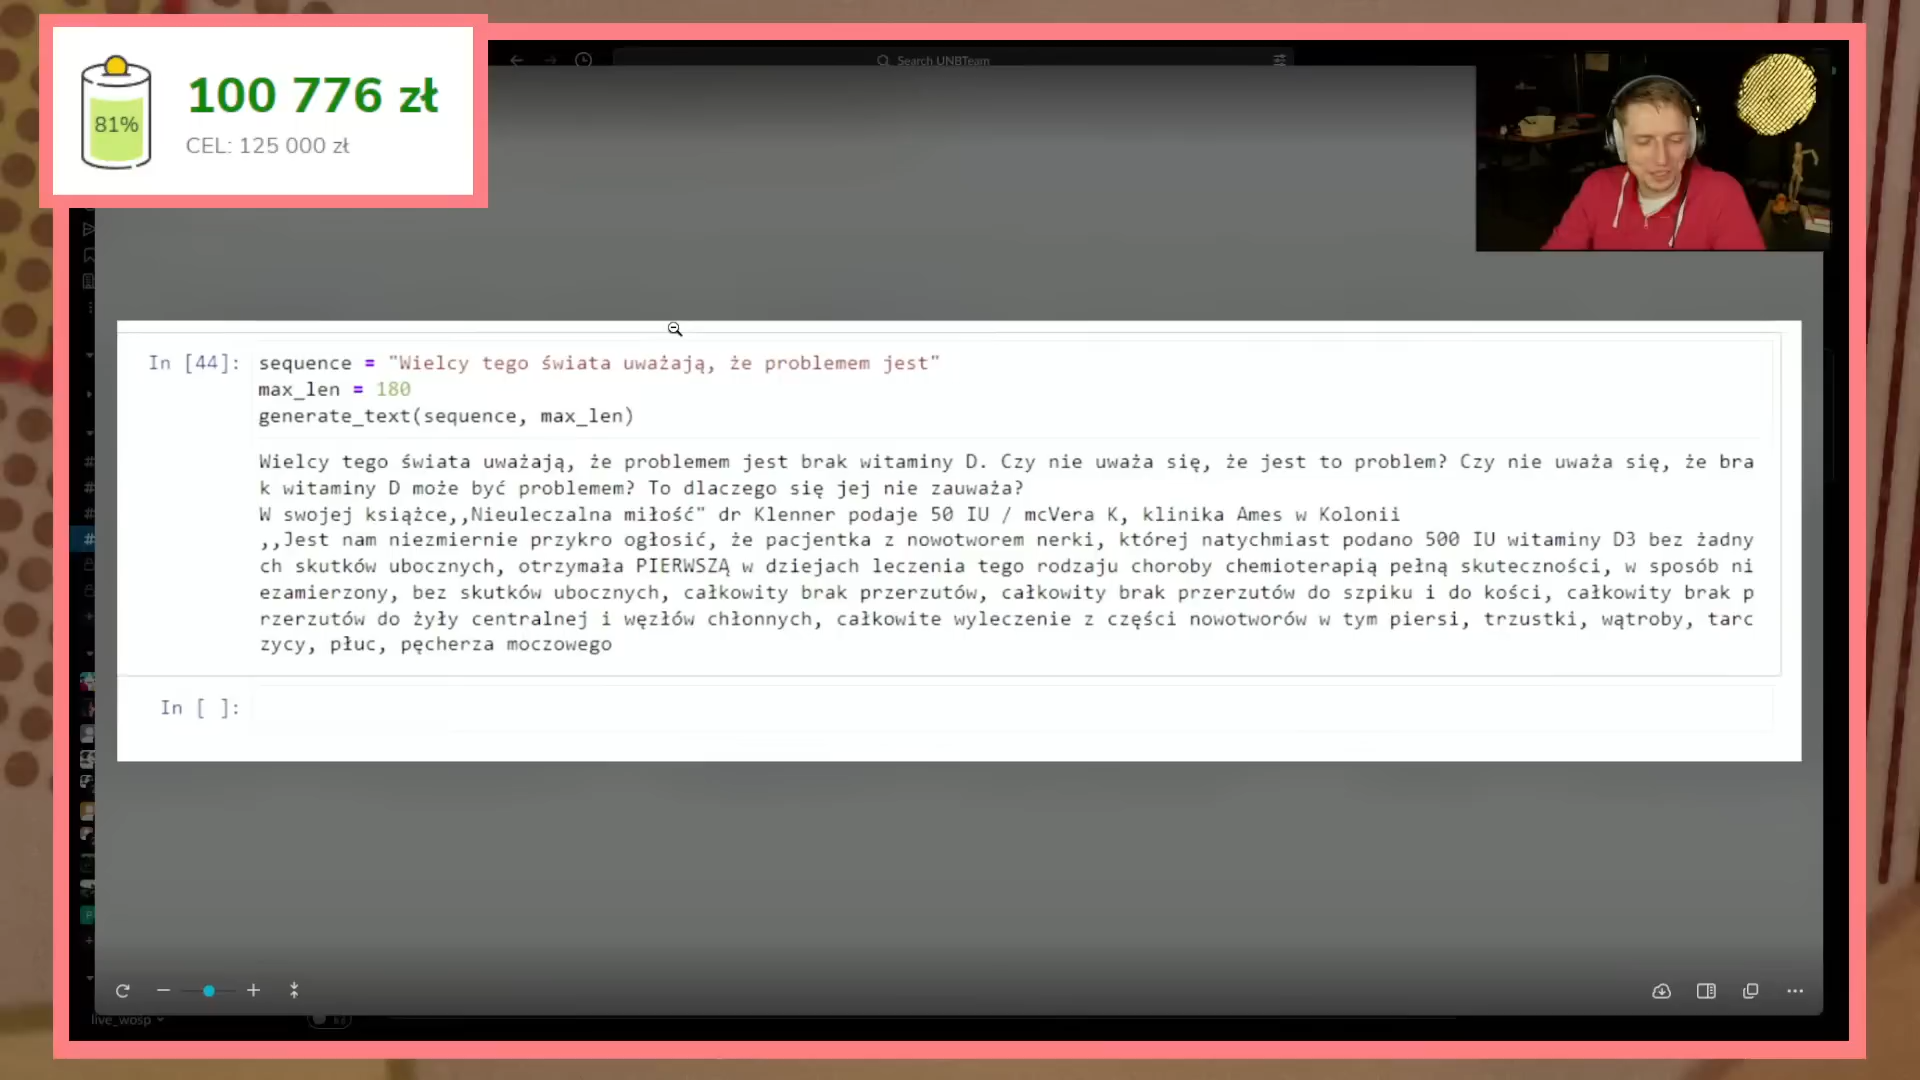 100 776 zł
81%
CEL: 125 000 zł
Search UNBTeam
In [44]: sequence = "Wielcy tego świata uważają, że problemem jest"
max_len = 180
generate_text(sequence, max_len)
Wielcy tego świata uważają, że problemem jest brak witaminy D. Czy nie uważa się, że jest to problem? Czy nie uważa się, że bra
k witaminy D może być problemem? To dlaczego się jej nie zauważa?
W swojej książce,,Nieuleczalna miłość" dr Klenner podaje 50 IU / mcVera K, klinika Ames w Kolonii
,,Jest nam niezmiernie przykro ogłosić, że pacjentka z nowotworem nerki, której natychmiast podano 500 IU witaminy D3 bez żadny
ch skutków ubocznych, otrzymała PIERWSZĄ w dziejach leczenia tego rodzaju choroby chemioterapią pełną skuteczności, w sposób ni
ezamierzony, bez skutków ubocznych, całkowity brak przerzutów, całkowity brak przerzutów do szpiku i do kości, całkowity brak p
rzerzutów do żyły centralnej i węzłów chłonnych, całkowite wyleczenie z części nowotworów w tym piersi, trzustki, wątroby, tarc
zycy, płuc, pęcherza moczowego
In [ ]:
live_wosp